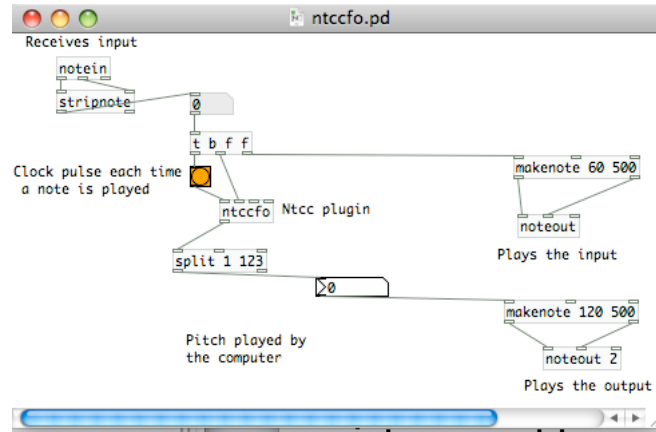 ntccfo.pd
Receives input
notein
stripnote
0
t b f f
Clock pulse each time
a note is played
makenote 60 500
ntccfo
Ntcc plugin
noteout
Plays the input
split 1 123
0
makenote 120 500
Pitch played by
the computer
noteout 2
Plays the output